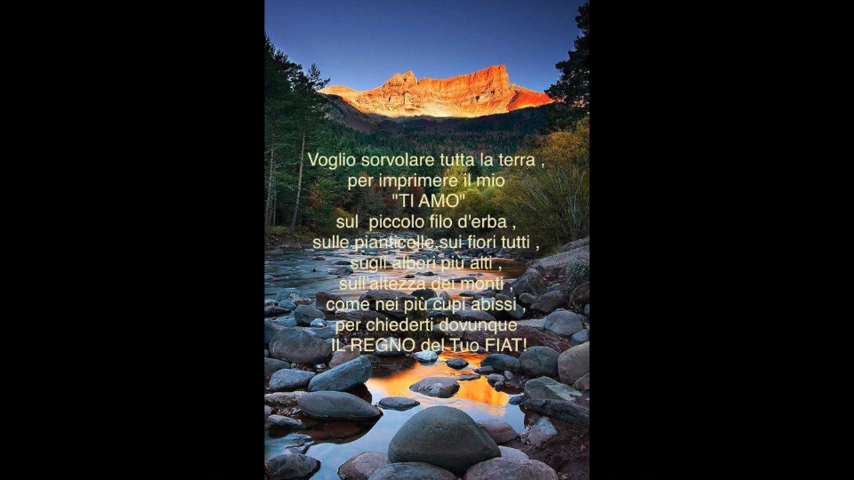 Voglio sorvolare tutta la terra ,
per imprimere il mio
"TI AMO"
sul piccolo filo d'erba ,
sulle pianticelle,sui fiori tutti ,
sugli alberi più alti ,
sull'altezza dei monti ,
come nei più cupi abissi
per chiederti dovunque
IL REGNO del Tuo FIAT!